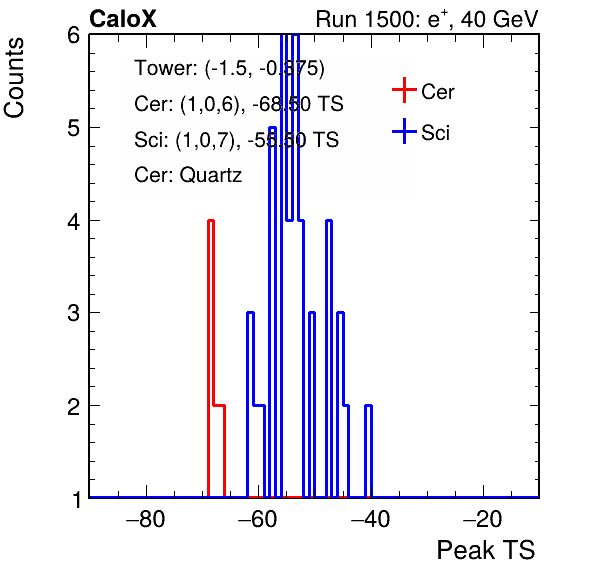 CaloX Run 1500: e+, 40 GeV
Counts
Tower: (-1.5, -0.875)
Cer: (1,0,6), -68.50 TS
Sci: (1,0,7), -55.50 TS
Cer: Quartz
Cer
Sci
6
5
4
3
2
1
−80 −60 −40 −20
Peak TS